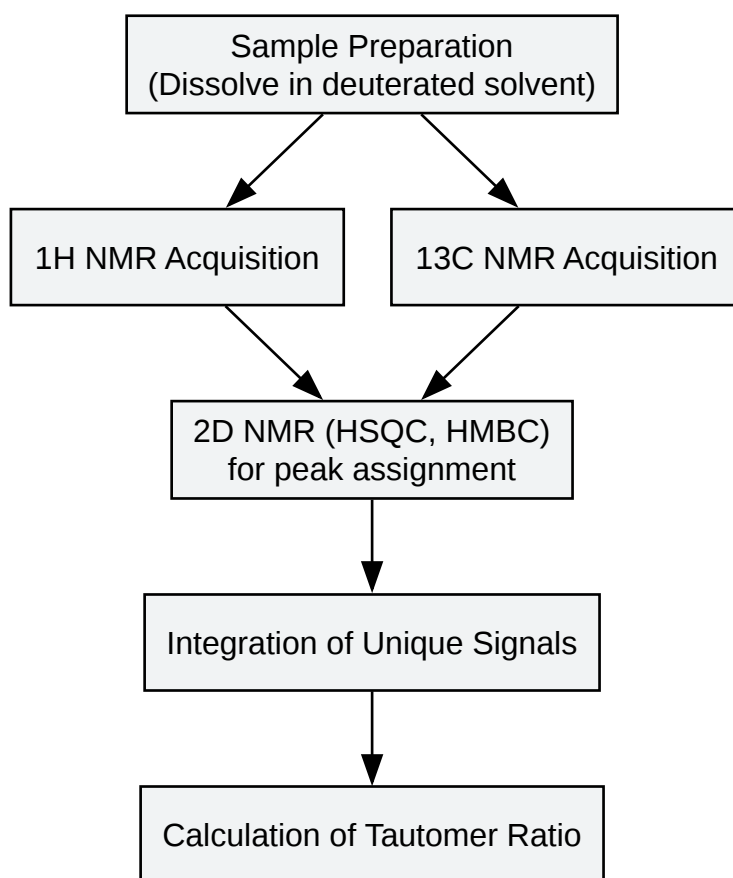 Sample Preparation
(Dissolve in deuterated solvent)
1H NMR Acquisition
13C NMR Acquisition
2D NMR (HSQC, HMBC)
for peak assignment
Integration of Unique Signals
Calculation of Tautomer Ratio